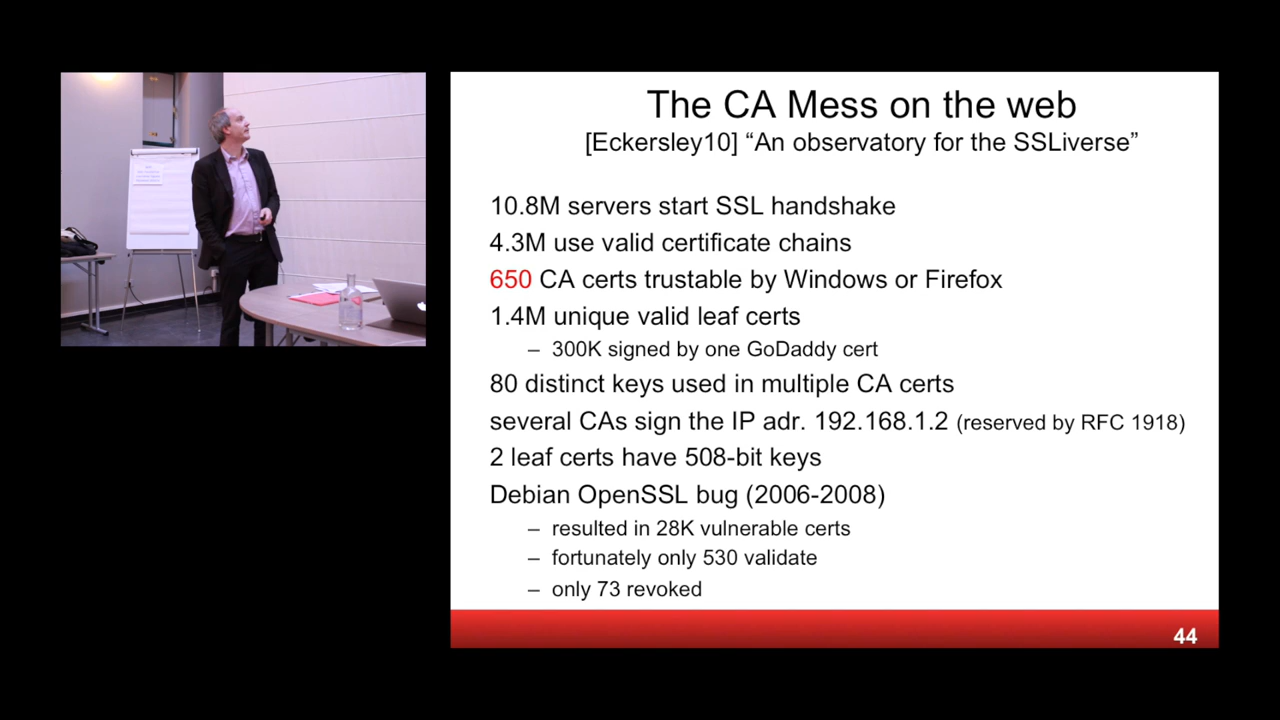 The CA Mess on the web
[Eckersley10] “An observatory for the SSLiverse”
10.8M servers start SSL handshake
4.3M use valid certificate chains
650 CA certs trustable by Windows or Firefox
1.4M unique valid leaf certs
– 300K signed by one GoDaddy cert
80 distinct keys used in multiple CA certs
several CAs sign the IP adr. 192.168.1.2 (reserved by RFC 1918)
2 leaf certs have 508-bit keys
Debian OpenSSL bug (2006-2008)
– resulted in 28K vulnerable certs
– fortunately only 530 validate
– only 73 revoked
44